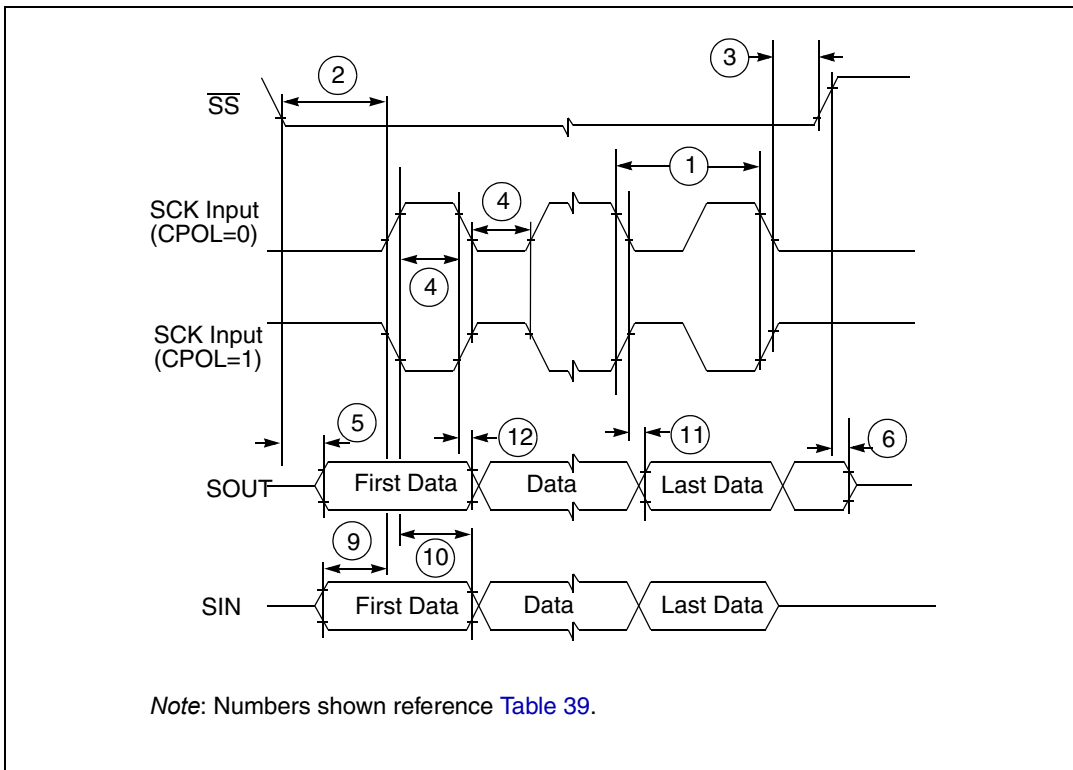 3
2
SS
1
4
SCK Input
(CPOL=0)
4
SCK Input
(CPOL=1)
5
12
11
6
SOUT
First Data
Data
Last Data
9
10
SIN
First Data
Data
Last Data
Note: Numbers shown reference Table 39.